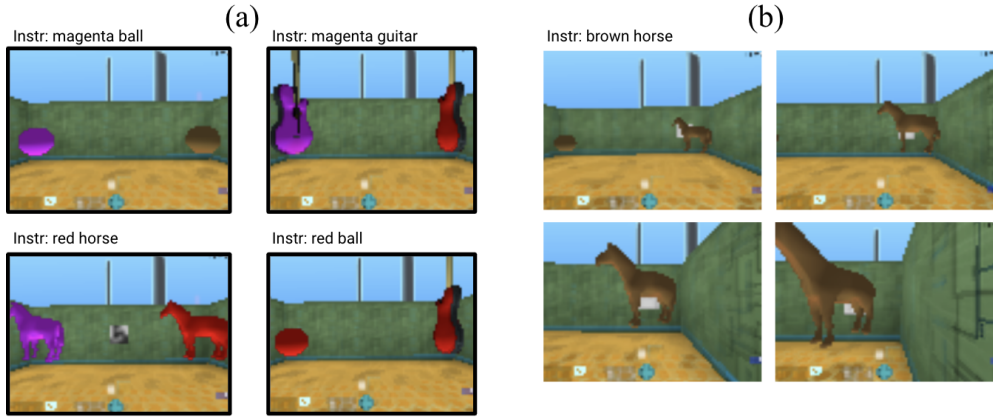 (a)
Instr: magenta ball
Instr: magenta guitar
Instr: red horse
Instr: red ball
(b)
Instr: brown horse